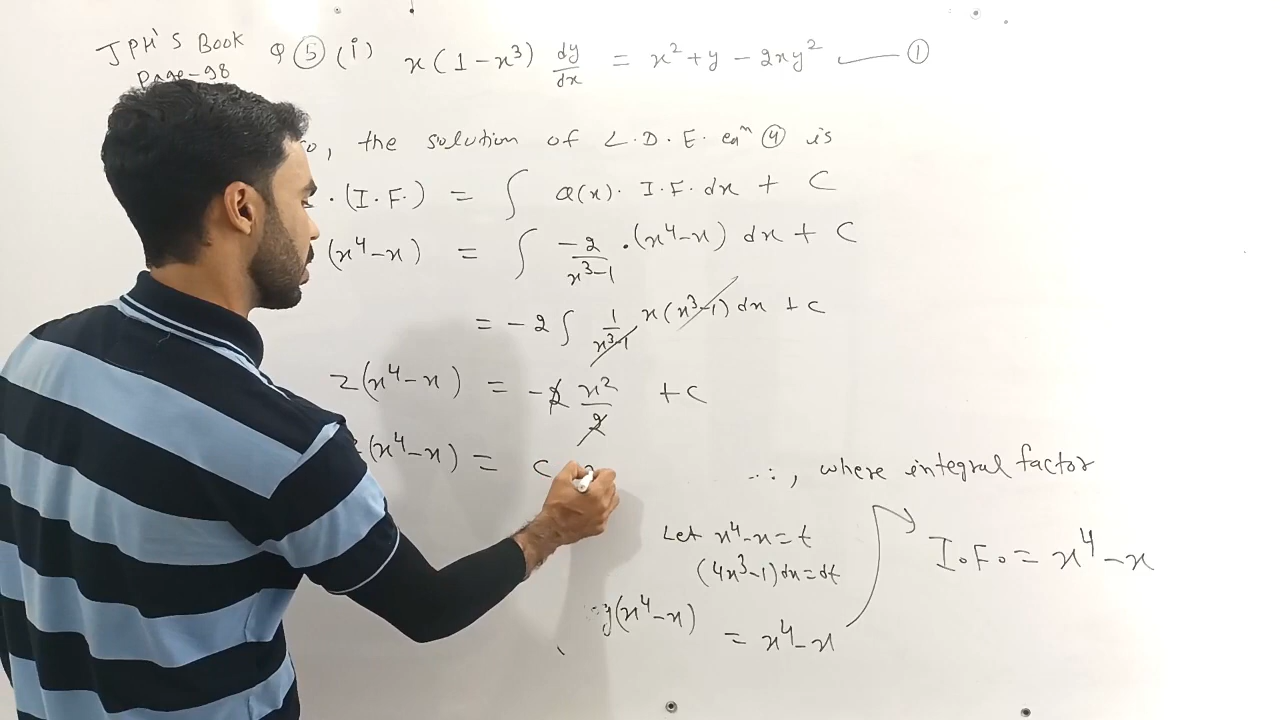 JPH'S Book
Page-98
Q ⑤ (i) x(1-x³) dy/dx = x² + y - 2xy² — ①
So, the solution of L.D.E. eqⁿ ④ is
. (I.F.) = ∫ Q(x). I.F. dx + C
(x⁴-x) = ∫ -2/(x³-1) .(x⁴-x) dx + C
= -2 ∫ 1/(x³-1) x(x³-1) dx + C
z(x⁴-x) = -2 x²/2 + C
z(x⁴-x) = C
∴, where integral factor
Let x⁴-x = t
(4x³-1)dx = dt
I.F. = x⁴-x
(x⁴-x) = x⁴-x